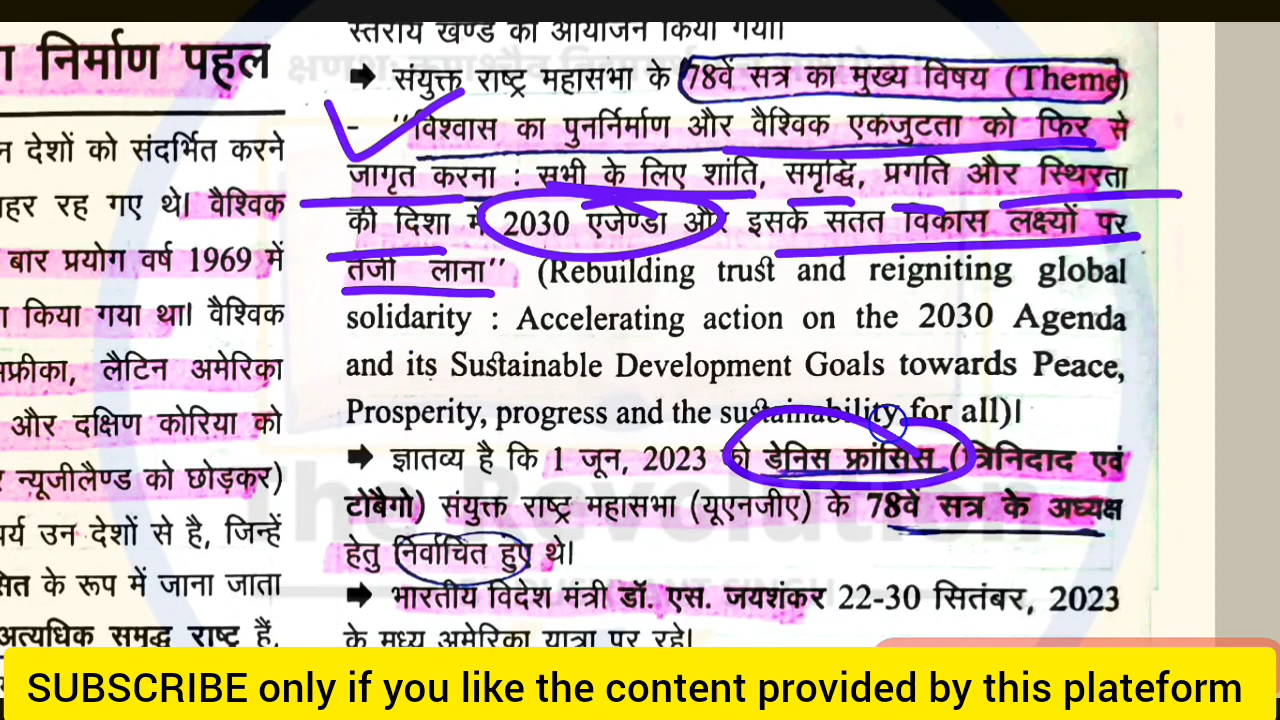 ा निर्माण पहल
न देशों को संदर्भित करने
हर रह गए थे। वैश्विक
बार प्रयोग वर्ष 1969 में
ा किया गया था। वैश्विक
फ्रीका, लैटिन अमेरिका
और दक्षिण कोरिया को
न्यूजीलैण्ड को छोड़कर)
पर्य उन देशों से है, जिन्हें
सित के रूप में जाना जाता
अत्यधिक समृद्ध राष्ट्र हैं,
स्तरीय खण्ड का आयोजन किया गया।
➔ संयुक्त राष्ट्र महासभा के 78वें सत्र का मुख्य विषय (Theme)
- ''विश्वास का पुनर्निर्माण और वैश्विक एकजुटता को फिर से
जागृत करना : सभी के लिए शांति, समृद्धि, प्रगति और स्थिरता
की दिशा में 2030 एजेण्डा और इसके सतत विकास लक्ष्यों पर
तेजी लाना'' (Rebuilding trust and reigniting global
solidarity : Accelerating action on the 2030 Agenda
and its Sustainable Development Goals towards Peace,
Prosperity, progress and the sustainability for all)।
➔ ज्ञातव्य है कि 1 जून, 2023 को डेनिस फ्रांसिस (त्रिनिदाद एवं
टोबैगो) संयुक्त राष्ट्र महासभा (यूएनजीए) के 78वें सत्र के अध्यक्ष
हेतु निर्वाचित हुए थे।
➔ भारतीय विदेश मंत्री डॉ. एस. जयशंकर 22-30 सितंबर, 2023
के मध्य अमेरिका यात्रा पर रहे।
the Revolution
SUBSCRIBE only if you like the content provided by this plateform